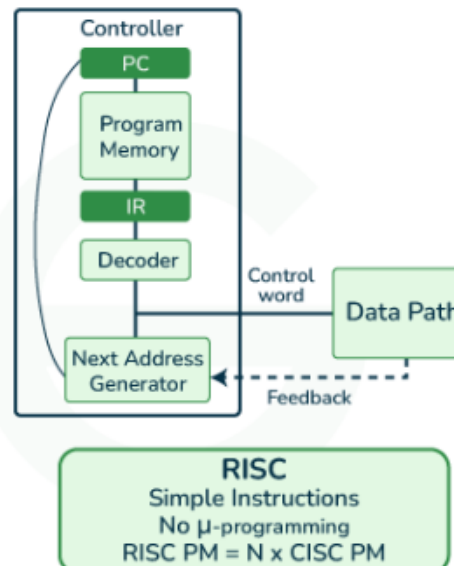 Controller
PC
Program
Memory
IR
Decoder
Control
word
Data Path
Next Address
Generator
Feedback
RISC
Simple Instructions
No μ-programming
RISC PM = N x CISC PM